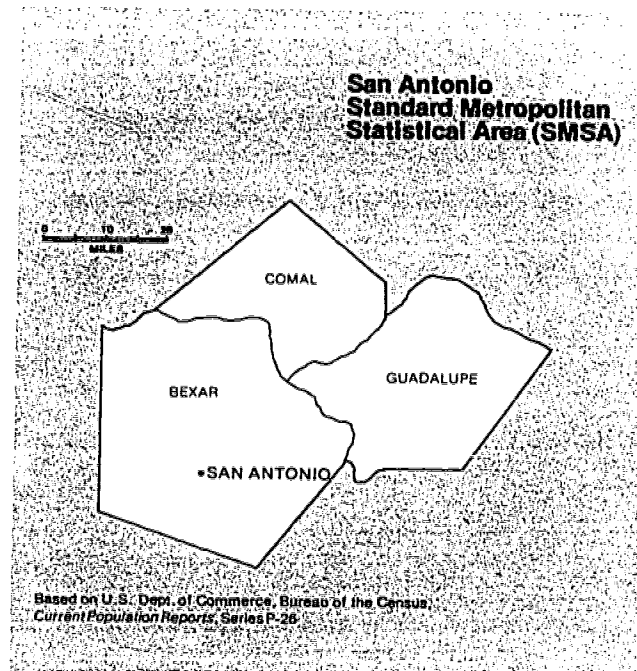 San Antonio
Standard Metropolitan
Statistical Area (SMSA)
0 10 20
MILES
COMAL
GUADALUPE
BEXAR
SAN ANTONIO
Based on U.S. Dept. of Commerce, Bureau of the Census,
Current Population Reports, Series P-26